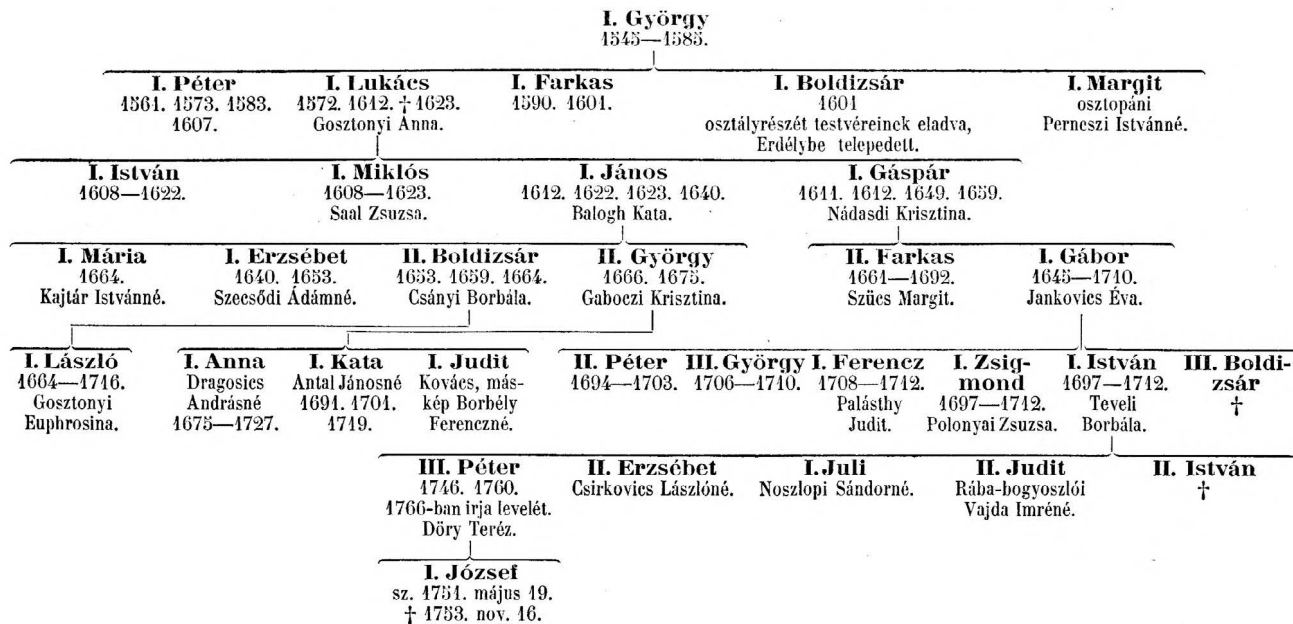 I. György
1545—1585.
I. Péter I. Lukács I. Farkas I. Boldizsár I. Margit
1561. 1573. 1583. 1572. 1612. † 1623. 1590. 1601. 1601 osztopáni
1607. Gosztonyi Anna. osztályrészét testvéreinek eladva, Perneszi Istvánné.
Erdélybe telepedett.
I. István I. Miklós I. János I. Gáspár
1608—1622. 1608—1623. 1612. 1622. 1623. 1640. 1611. 1612. 1649. 1659.
Saal Zsuzsa. Balogh Kata. Nádasdi Krisztina.
I. Mária I. Erzsébet II. Boldizsár II. György II. Farkas I. Gábor
1664. 1640. 1653. 1653. 1659. 1664. 1666. 1675. 1661—1692. 1645—1710.
Kajtár Istvánné. Szecsődi Ádámné. Csányi Borbála. Gaboczi Krisztina. Szücs Margit. Jankovics Éva.
I. László I. Anna I. Kata I. Judit II. Péter III. György I. Ferencz I. Zsig- I. István III. Boldi-
1664—1716. Dragosics Antal Jánosné Kovács, más- 1694—1703. 1706—1710. 1708—1712. mond 1697—1712. zsár
Gosztonyi Andrásné 1691. 1701. kép Borbély Palásthy 1697—1712. Teveli †
Euphrosina. 1675—1727. 1719. Ferenczné. Judit. Polonyai Zsuzsa. Borbála.
III. Péter II. Erzsébet I. Juli II. Judit II. István
1746. 1760. Csirkovics Lászlóné. Noszlopi Sándorné. Rába-bogyoszlói †
1766-ban irja levelét. Vajda Imréné.
Döry Teréz.
I. József
sz. 1751. május 19.
† 1753. nov. 16.